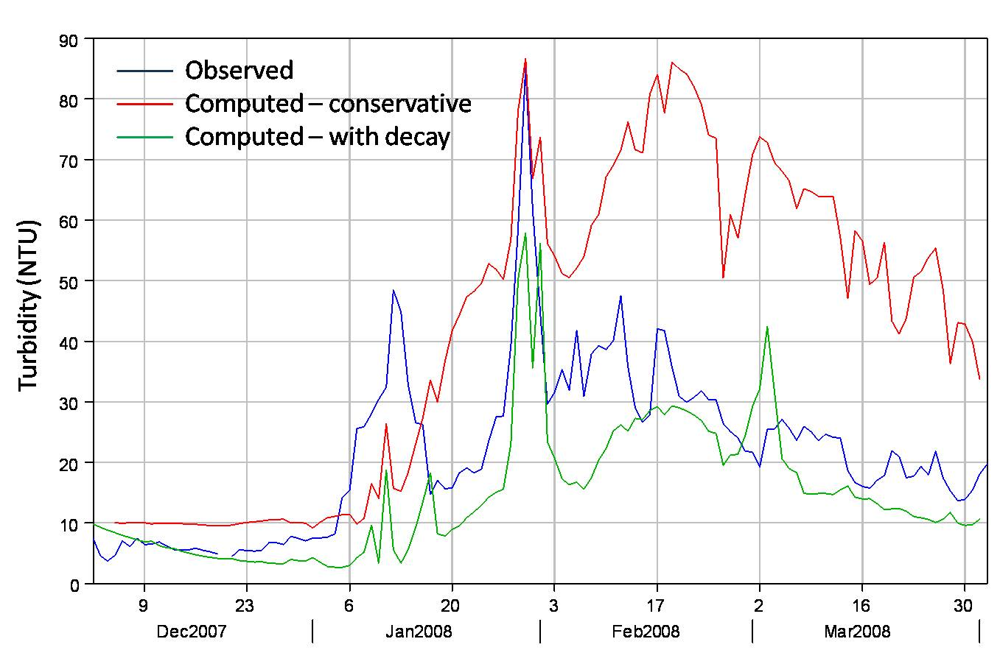 90
Observed
Computed – conservative
80
Computed – with decay
70
60
50
40
30
20
10
0
Turbidity (NTU)
9 23 6 20 3 17 2 16 30
Dec2007 | Jan2008 | Feb2008 | Mar2008 |